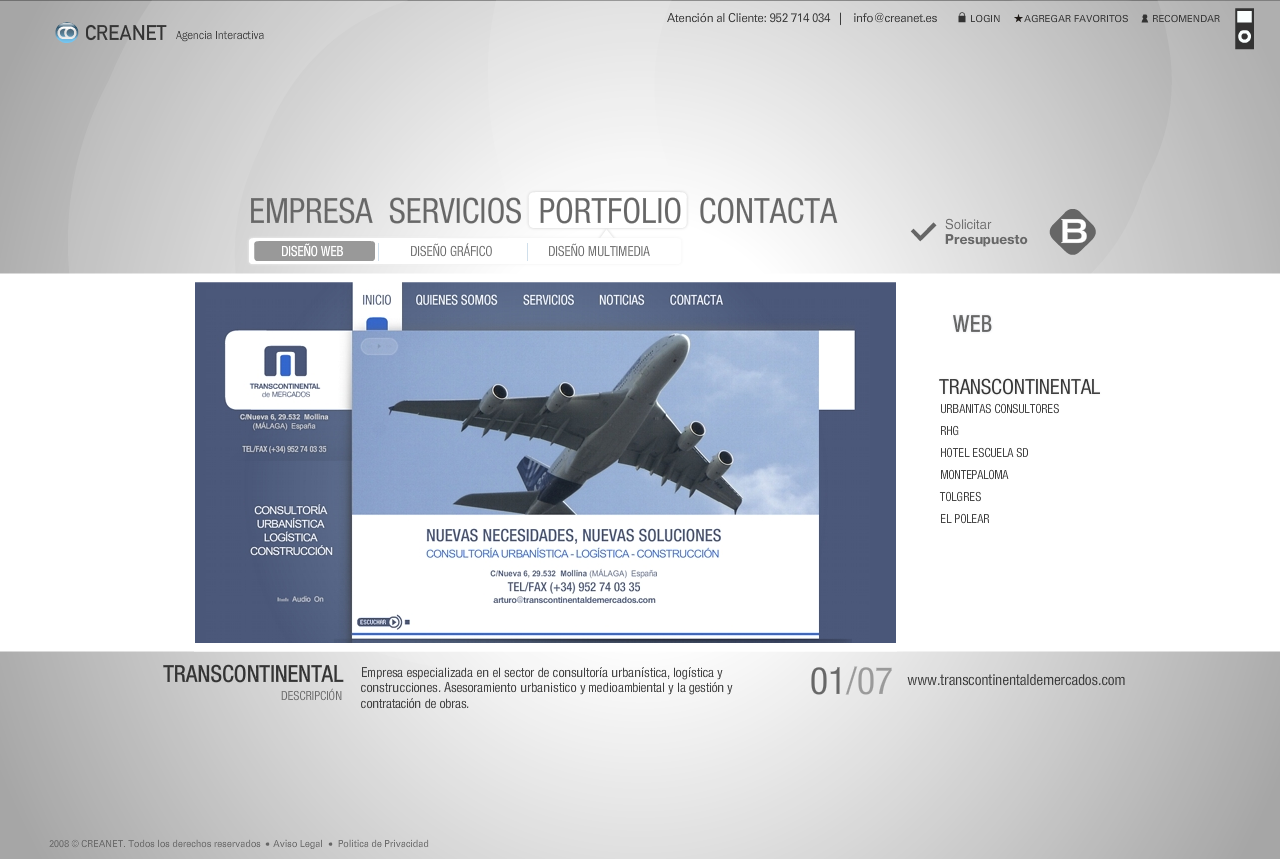 CREANET Agencia Interactiva
Atención al Cliente: 952 714 034 | info@creanet.es LOGIN AGREGAR FAVORITOS RECOMENDAR
EMPRESA SERVICIOS PORTFOLIO CONTACTA
DISEÑO WEB DISEÑO GRÁFICO DISEÑO MULTIMEDIA
Solicitar
Presupuesto
B
INICIO QUIENES SOMOS SERVICIOS NOTICIAS CONTACTA
TRANSCONTINENTAL
de MERCADOS
C/Nueva 6, 29.532 Mollina
(MÁLAGA) España
TEL/FAX (+34) 952 74 03 35
CONSULTORÍA
URBANÍSTICA
LOGÍSTICA
CONSTRUCCIÓN
Audio On
NUEVAS NECESIDADES, NUEVAS SOLUCIONES
CONSULTORÍA URBANÍSTICA - LOGÍSTICA - CONSTRUCCIÓN
C/Nueva 6, 29.532 Mollina (MÁLAGA) España
TEL/FAX (+34) 952 74 03 35
arturo@transcontinentaldemercados.com
ESCUCHAR
WEB
TRANSCONTINENTAL
URBANITAS CONSULTORES
RHG
HOTEL ESCUELA SD
MONTEPALOMA
TOLGRES
EL POLEAR
TRANSCONTINENTAL
DESCRIPCIÓN
Empresa especializada en el sector de consultoría urbanística, logística y
construcciones. Asesoramiento urbanistico y medioambiental y la gestión y
contratación de obras.
01/07
www.transcontinentaldemercados.com
2008 © CREANET. Todos los derechos reservados • Aviso Legal • Política de Privacidad